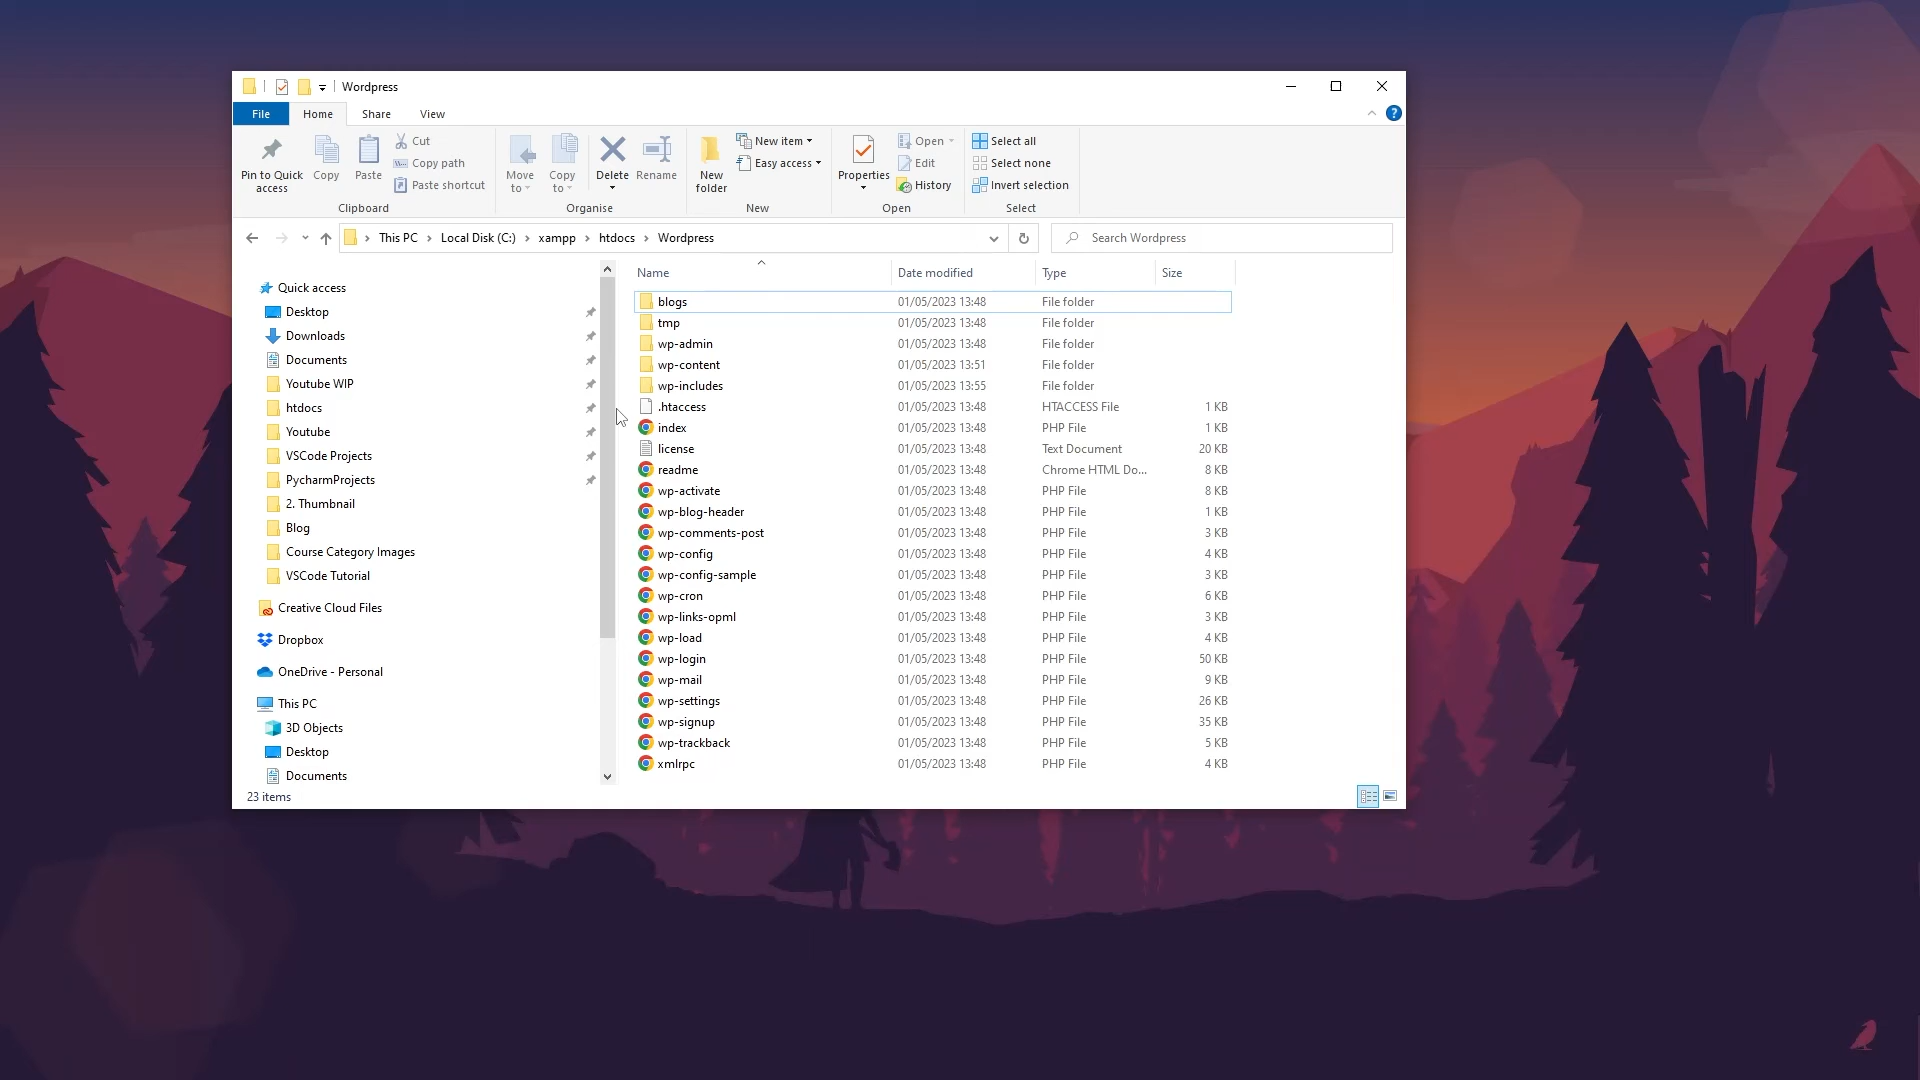 Wordpress
File Home Share View
Pin to Quick access
Copy
Paste
Cut
Copy path
Paste shortcut
Clipboard
Move to
Copy to
Delete
Rename
Organise
New folder
New item
Easy access
New
Properties
Open
Edit
History
Open
Select all
Select none
Invert selection
Select
This PC Local Disk (C:) xampp htdocs Wordpress
Search Wordpress
Quick access
Desktop
Downloads
Documents
Youtube WIP
htdocs
Youtube
VSCode Projects
PycharmProjects
2. Thumbnail
Blog
Course Category Images
VSCode Tutorial
Creative Cloud Files
Dropbox
OneDrive - Personal
This PC
3D Objects
Desktop
Documents
Name Date modified Type Size
blogs 01/05/2023 13:48 File folder
tmp 01/05/2023 13:48 File folder
wp-admin 01/05/2023 13:48 File folder
wp-content 01/05/2023 13:51 File folder
wp-includes 01/05/2023 13:55 File folder
.htaccess 01/05/2023 13:48 HTACCESS File 1 KB
index 01/05/2023 13:48 PHP File 1 KB
license 01/05/2023 13:48 Text Document 20 KB
readme 01/05/2023 13:48 Chrome HTML Do... 8 KB
wp-activate 01/05/2023 13:48 PHP File 8 KB
wp-blog-header 01/05/2023 13:48 PHP File 1 KB
wp-comments-post 01/05/2023 13:48 PHP File 3 KB
wp-config 01/05/2023 13:48 PHP File 4 KB
wp-config-sample 01/05/2023 13:48 PHP File 3 KB
wp-cron 01/05/2023 13:48 PHP File 6 KB
wp-links-opml 01/05/2023 13:48 PHP File 3 KB
wp-load 01/05/2023 13:48 PHP File 4 KB
wp-login 01/05/2023 13:48 PHP File 50 KB
wp-mail 01/05/2023 13:48 PHP File 9 KB
wp-settings 01/05/2023 13:48 PHP File 26 KB
wp-signup 01/05/2023 13:48 PHP File 35 KB
wp-trackback 01/05/2023 13:48 PHP File 5 KB
xmlrpc 01/05/2023 13:48 PHP File 4 KB
23 items